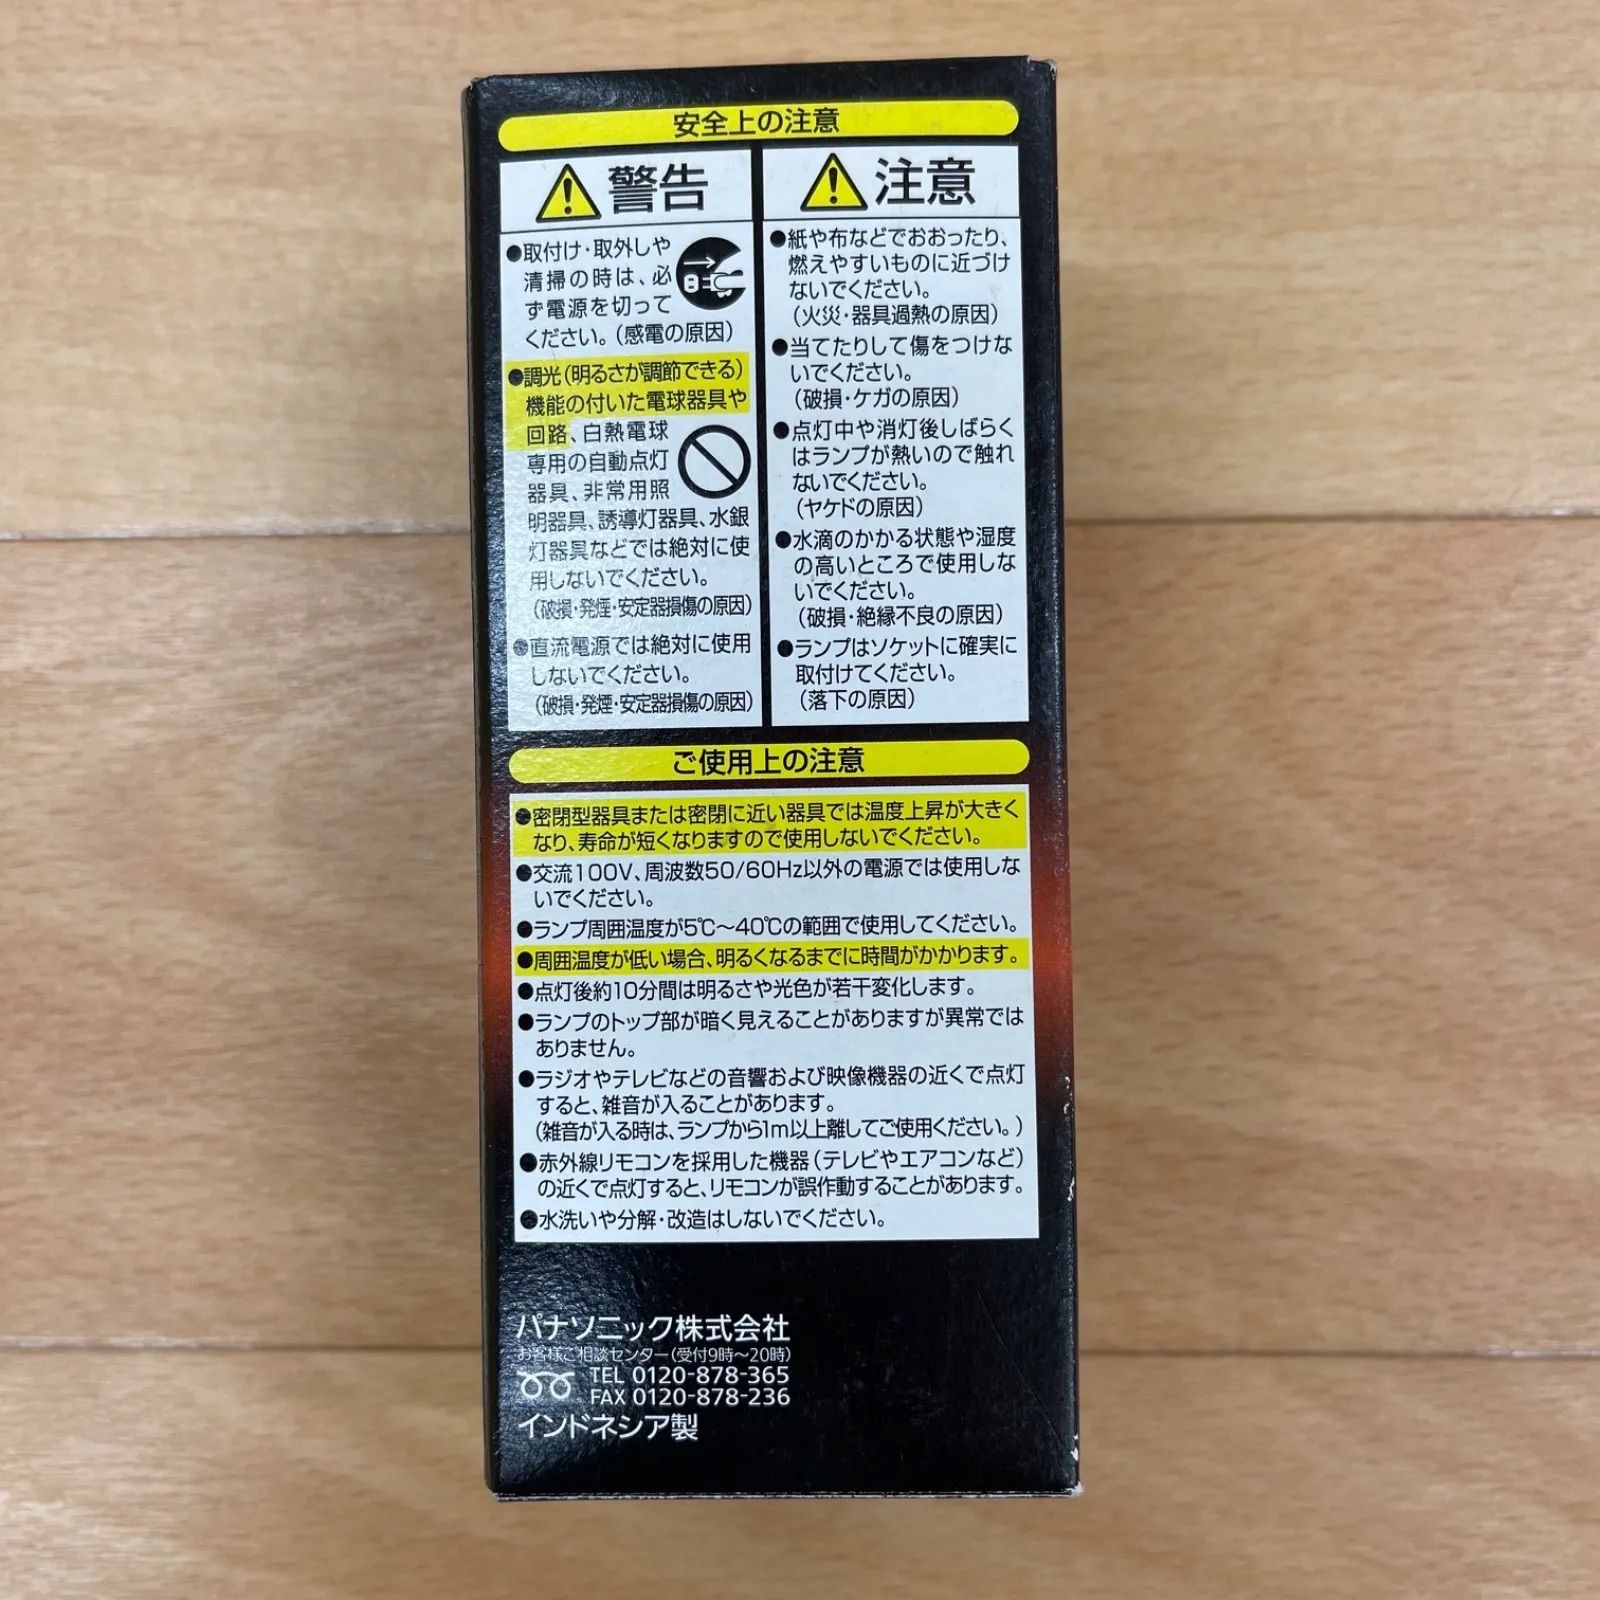 安全上の注意
警告
●取付け・取外しや
清掃の時は、必
ず電源を切って
ください。(感電の原因)
●調光(明るさが調節できる)
機能の付いた電球器具や
回路、白熱電球
専用の自動点灯
器具、非常用照
明器具、誘導灯器具、水銀
灯器具などでは絶対に使
用しないでください。
(破損・発煙・安定器損傷の原因)
●直流電源では絶対に使用
しないでください。
(破損・発煙・安定器損傷の原因)
注意
●紙や布などでおおったり、
燃えやすいものに近づけ
ないでください。
(火災・器具過熱の原因)
●当てたりして傷をつけな
いでください。
(破損・ケガの原因)
●点灯中や消灯後しばらく
はランプが熱いので触れ
ないでください。
(ヤケドの原因)
●水滴のかかる状態や湿度
の高いところで使用しな
いでください。
(破損・絶縁不良の原因)
●ランプはソケットに確実に
取付けてください。
(落下の原因)
ご使用上の注意
●密閉型器具または密閉に近い器具では温度上昇が大きく
なり、寿命が短くなりますので使用しないでください。
●交流100V、周波数50/60Hz以外の電源では使用しな
いでください。
●ランプ周囲温度が5℃〜40℃の範囲で使用してください。
●周囲温度が低い場合、明るくなるまでに時間がかかります。
●点灯後約10分間は明るさや光色が若干変化します。
●ランプのトップ部が暗く見えることがありますが異常では
ありません。
●ラジオやテレビなどの音響および映像機器の近くで点灯
すると、雑音が入ることがあります。
(雑音が入る時は、ランプから1m以上離してご使用ください。)
●赤外線リモコンを採用した機器(テレビやエアコンなど)
の近くで点灯すると、リモコンが誤作動することがあります。
●水洗いや分解・改造はしないでください。
パナソニック株式会社
お客様ご相談センター(受付9時〜20時)
TEL 0120-878-365
FAX 0120-878-236
インドネシア製